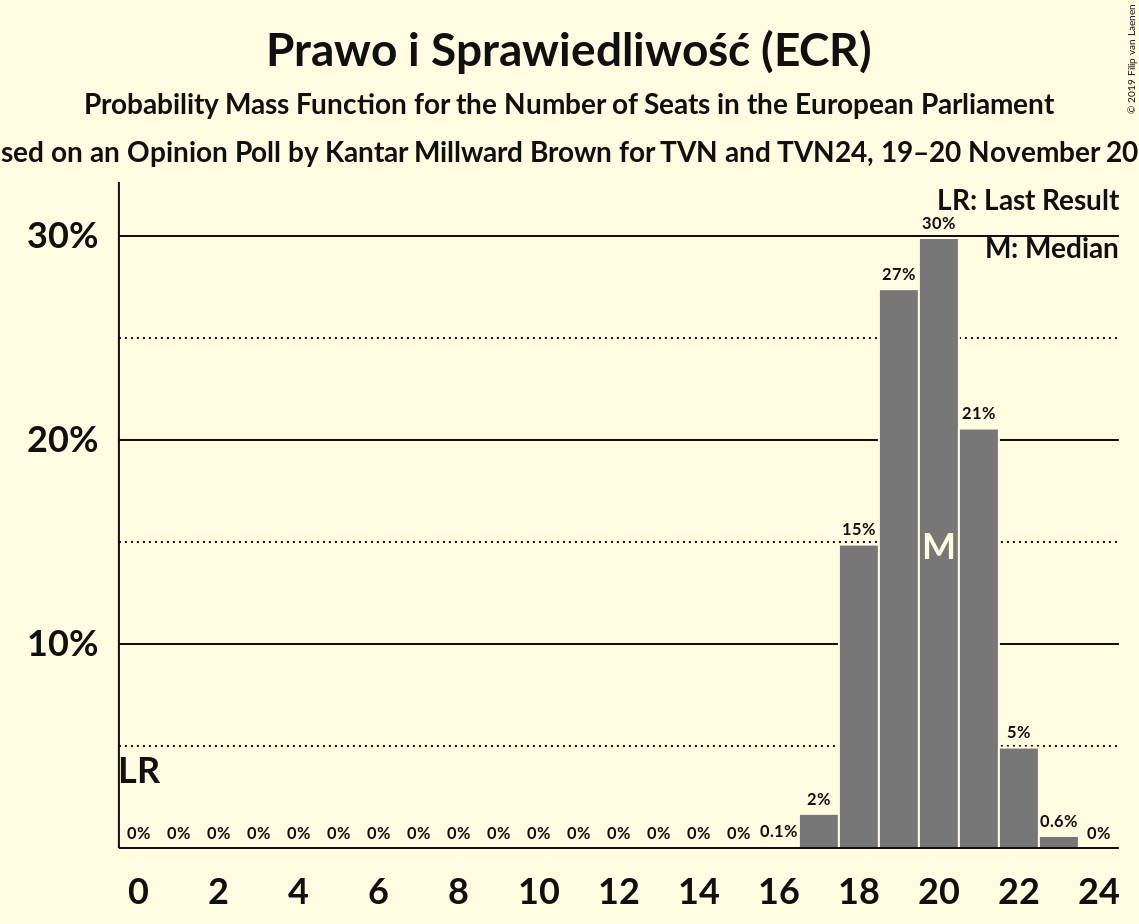 Prawo i Sprawiedliwość (ECR)
Probability Mass Function for the Number of Seats in the European Parliament
sed on an Opinion Poll by Kantar Millward Brown for TVN and TVN24, 19–20 November 20
© 2019 Filip van Laenen
LR: Last Result
M: Median
30%
20%
10%
30%
27%
21%
15%
M
5%
LR
2%
0% 0% 0% 0% 0% 0% 0% 0% 0% 0% 0% 0% 0% 0% 0% 0% 0.1% 0.6% 0%
0 2 4 6 8 10 12 14 16 18 20 22 24